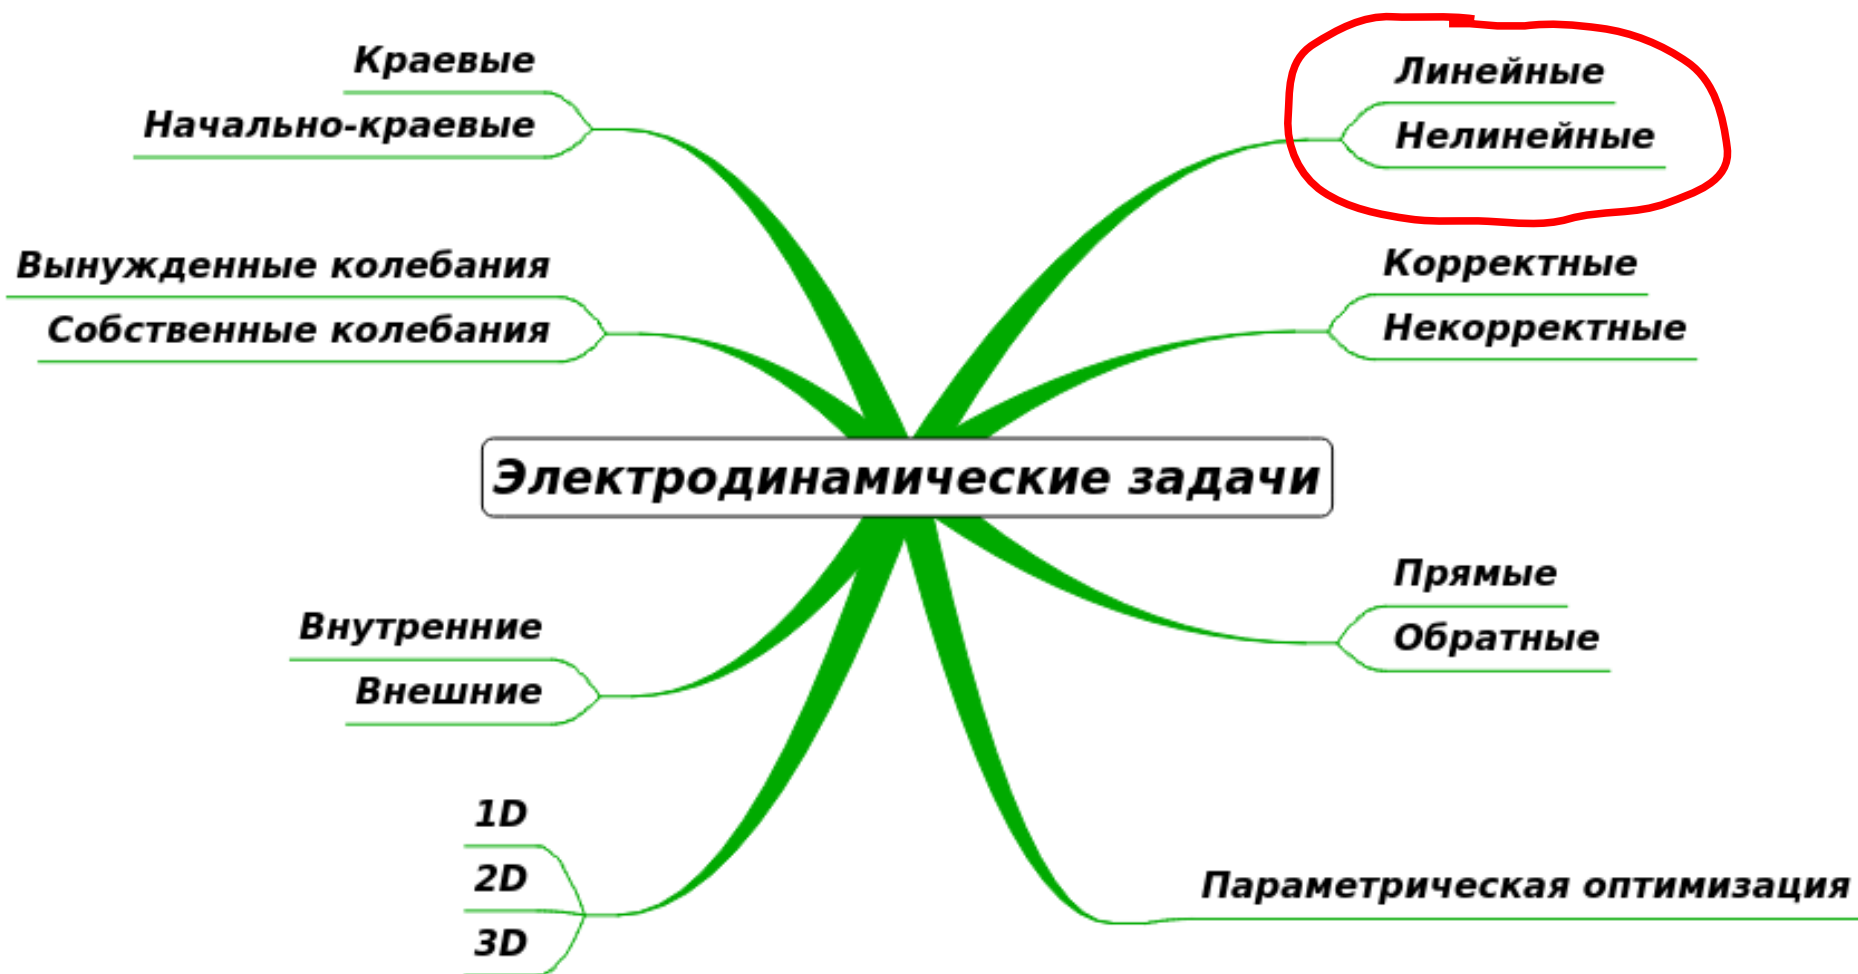 Краевые
Начально-краевые
Вынужденные колебания
Собственные колебания
Линейные
Нелинейные
Корректные
Некорректные
Электродинамические задачи
Внутренние
Внешние
1D
2D
3D
Прямые
Обратные
Параметрическая оптимизация